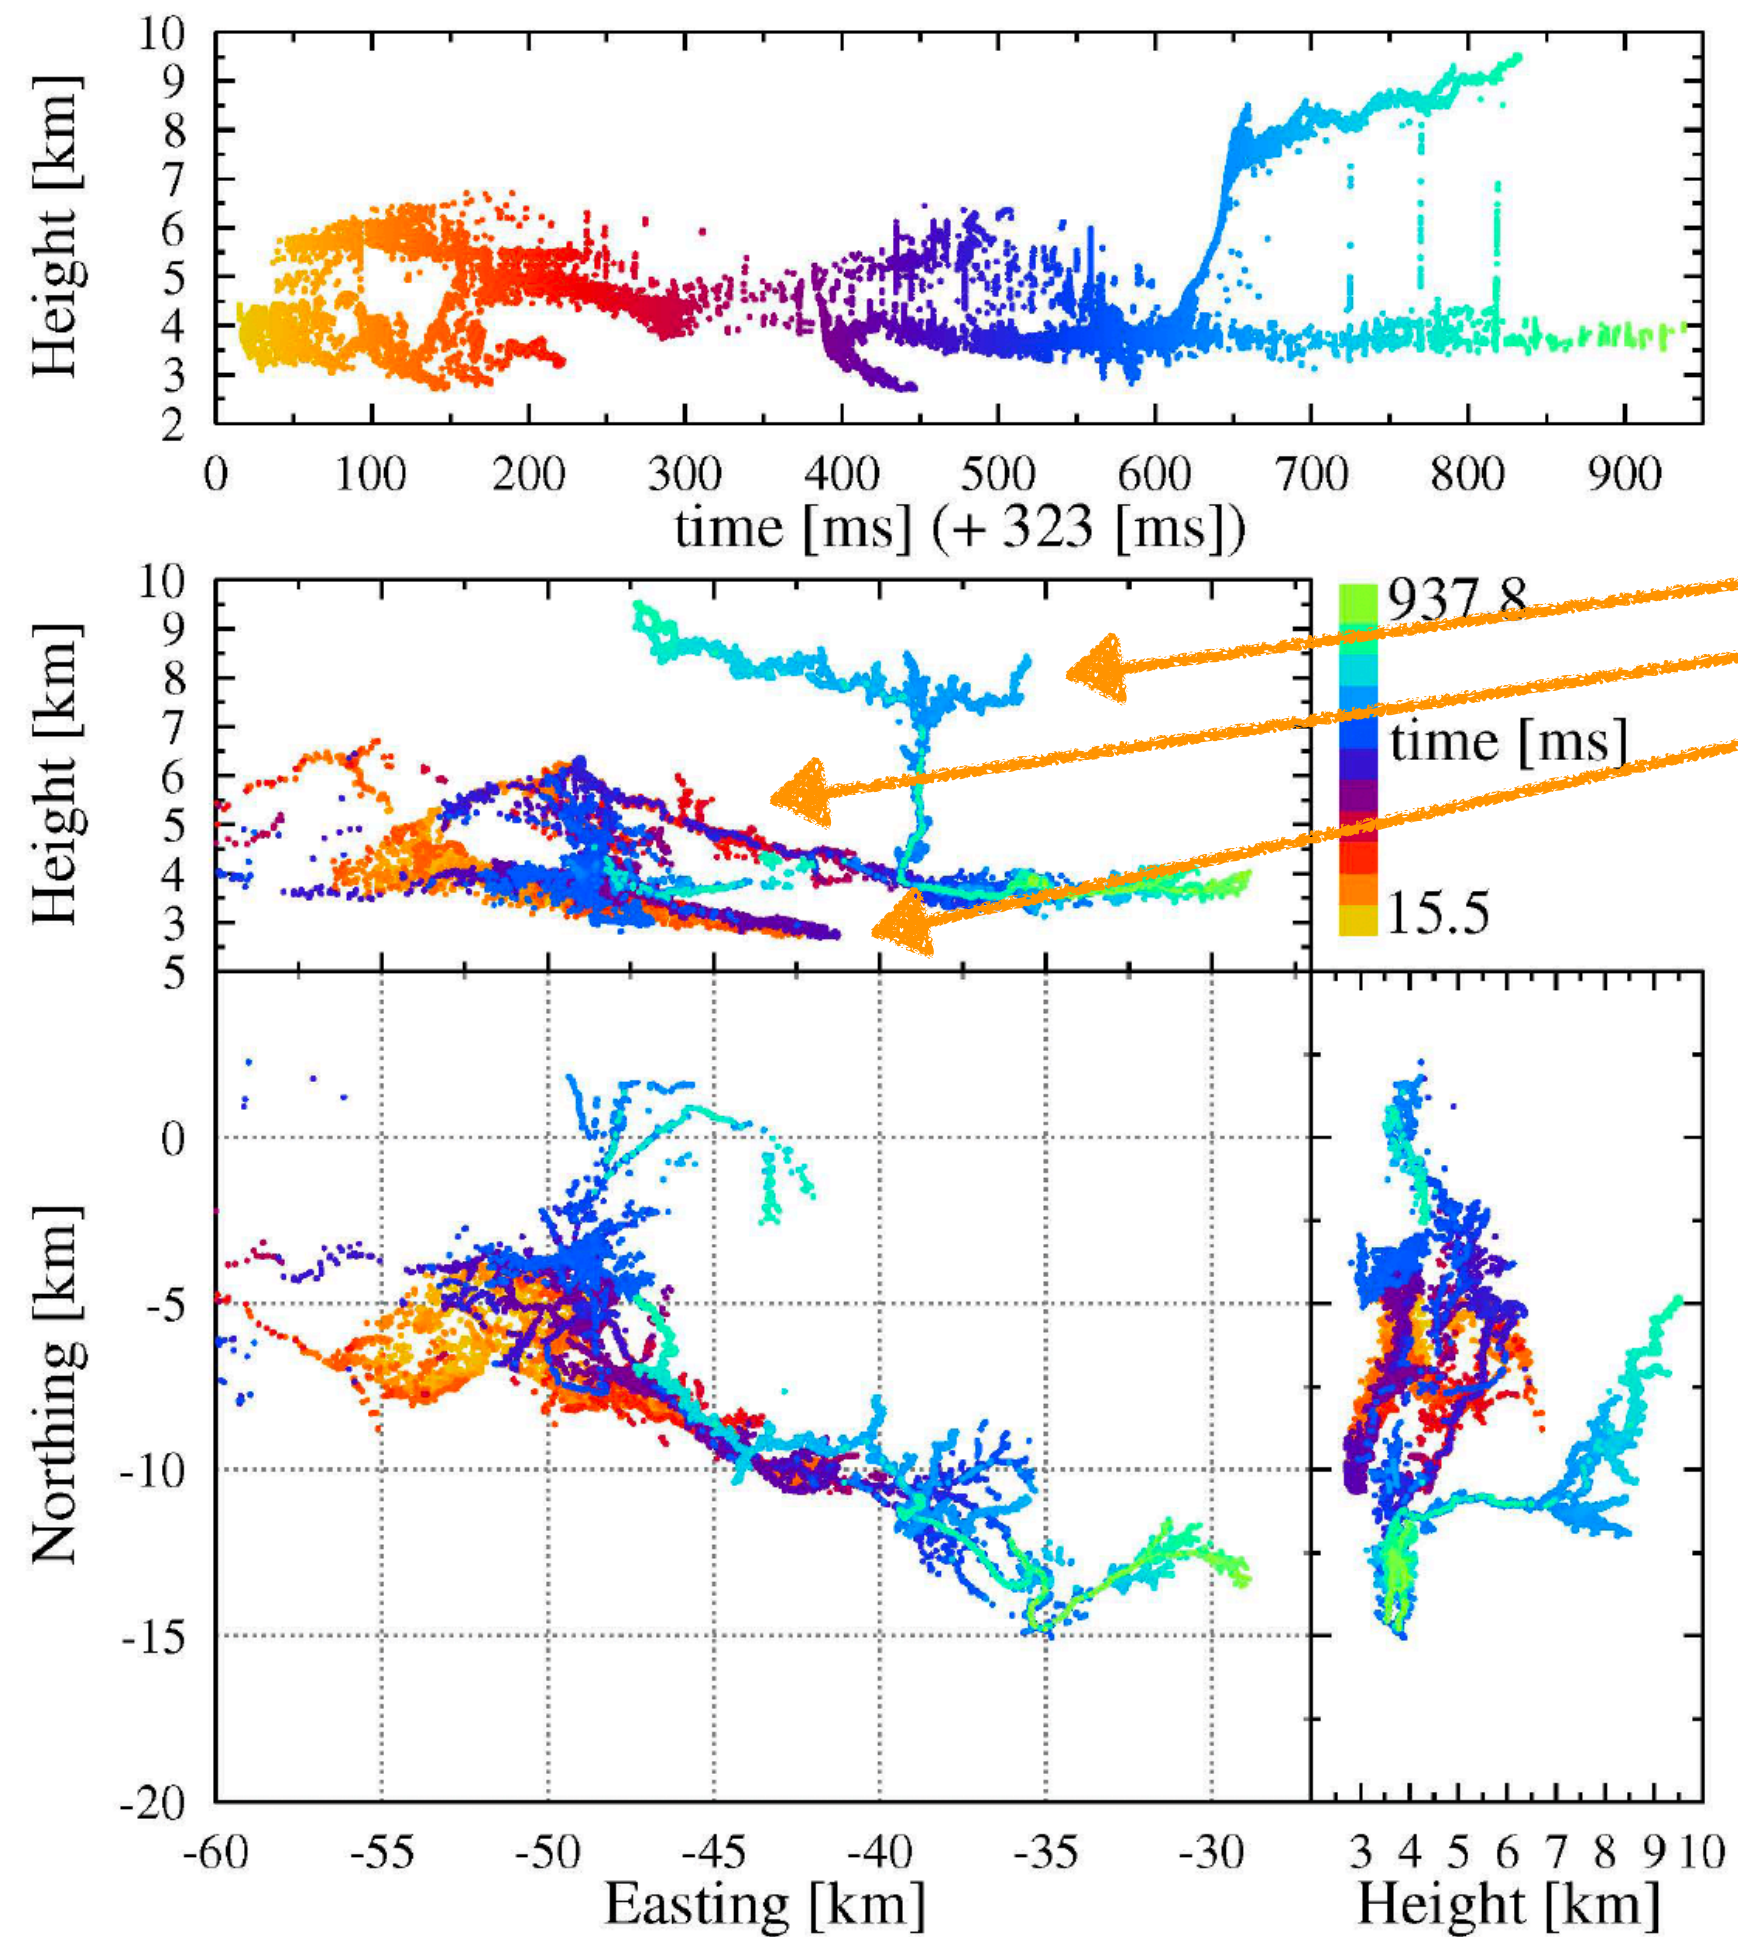 10
9
8
7
6
5
4
3
2
Height [km]
0 100 200 300 400 500 600 700 800 900
time [ms] (+ 323 [ms])
10
9
8
7
6
5
4
3
Height [km]
937.8
time [ms]
15.5
5
0
-5
-10
-15
-20
Northing [km]
-60 -55 -50 -45 -40 -35 -30
Easting [km]
3 4 5 6 7 8 9 10
Height [km]